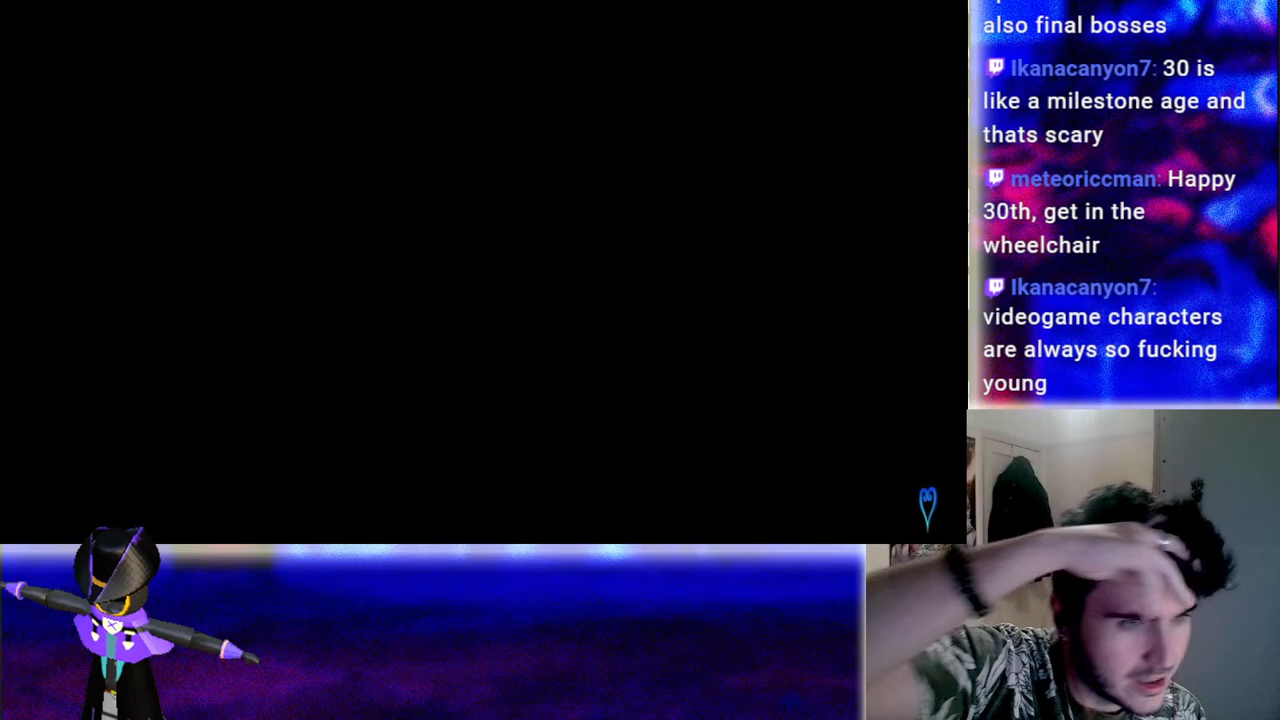 also final bosses
Ikanacanyon7: 30 is
like a milestone age and
thats scary
meteoriccman: Happy
30th, get in the
wheelchair
Ikanacanyon7:
videogame characters
are always so fucking
young